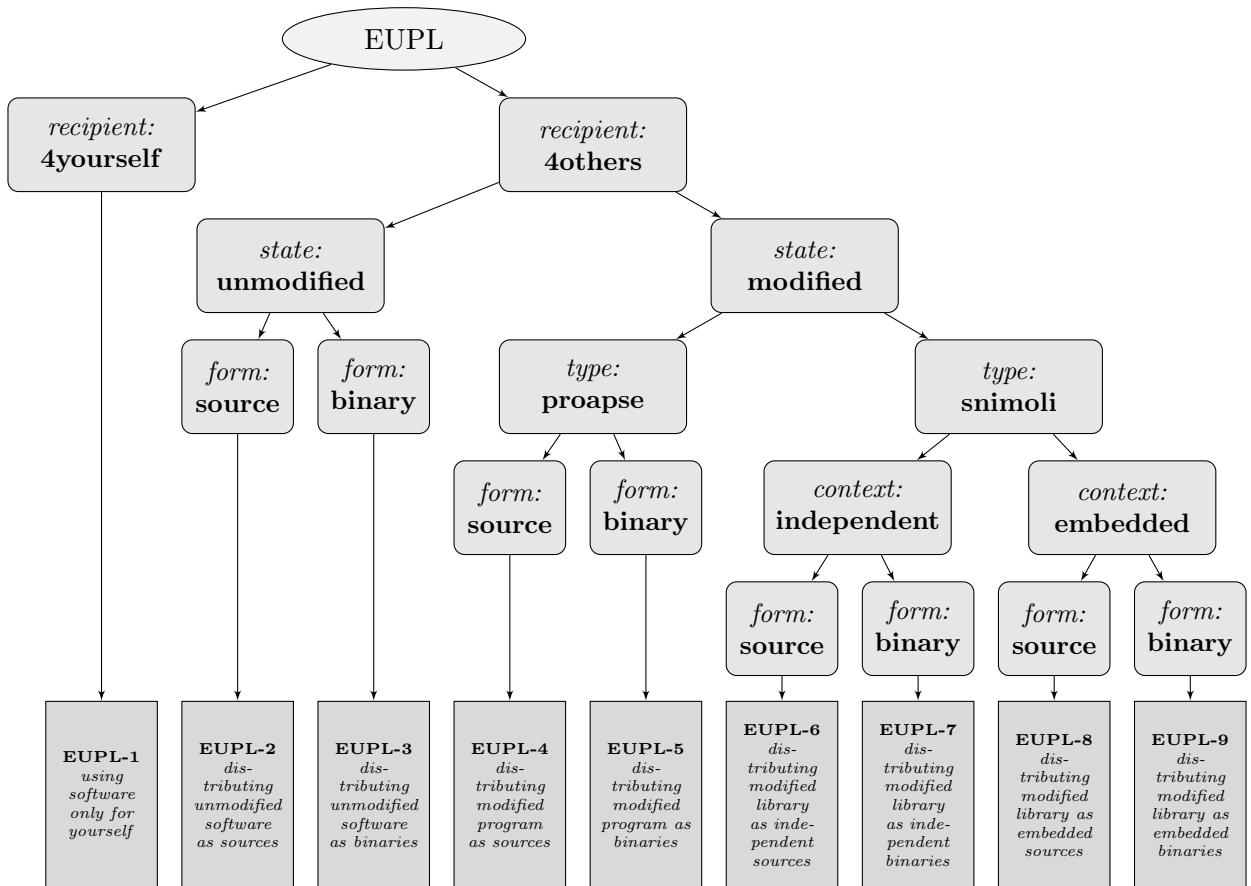 EUPL
recipient:
4yourself
recipient:
4others
state:
unmodified
state:
modified
form:
source
form:
binary
type:
proapse
type:
snimoli
form:
source
form:
binary
context:
independent
context:
embedded
form:
source
form:
binary
form:
source
form:
binary
EUPL-1
using
software
only for
yourself
EUPL-2
dis-
tributing
unmodified
software
as sources
EUPL-3
dis-
tributing
unmodified
software
as binaries
EUPL-4
dis-
tributing
modified
program
as sources
EUPL-5
dis-
tributing
modified
program as
binaries
EUPL-6
dis-
tributing
modified
library
as inde-
pendent
sources
EUPL-7
dis-
tributing
modified
library
as inde-
pendent
binaries
EUPL-8
dis-
tributing
modified
library as
embedded
sources
EUPL-9
dis-
tributing
modified
library as
embedded
binaries